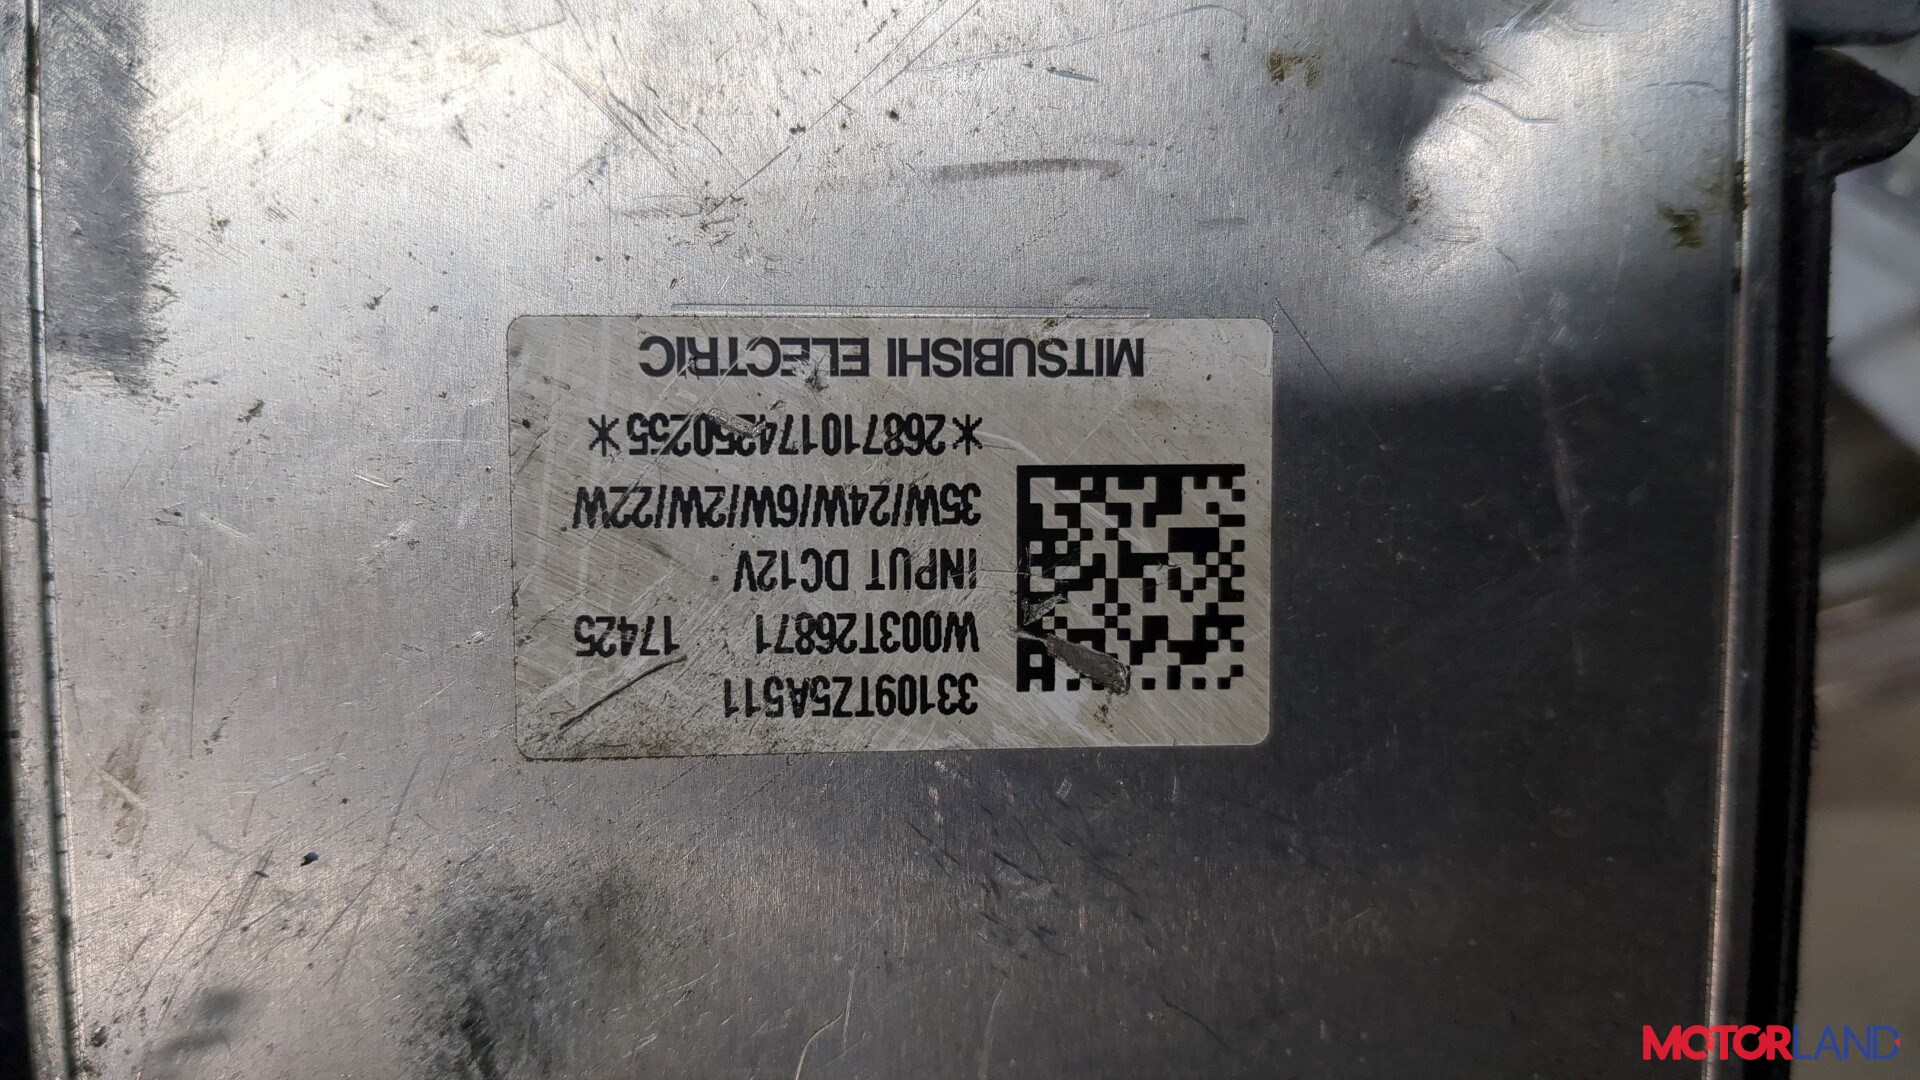 33109TZ5A511
W003T26871 17425
INPUT DC12V
35W/24W/6W/2W/22W
*268710174250255*
MITSUBISHI ELECTRIC
MOTORLAND